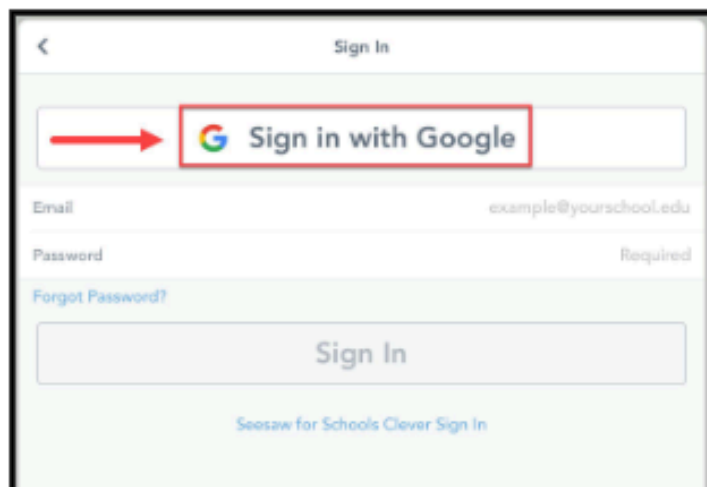 Sign In
Sign in with Google
Email example@yourschool.edu
Password Required
Forgot Password?
Sign In
Seesaw for Schools Clever Sign In